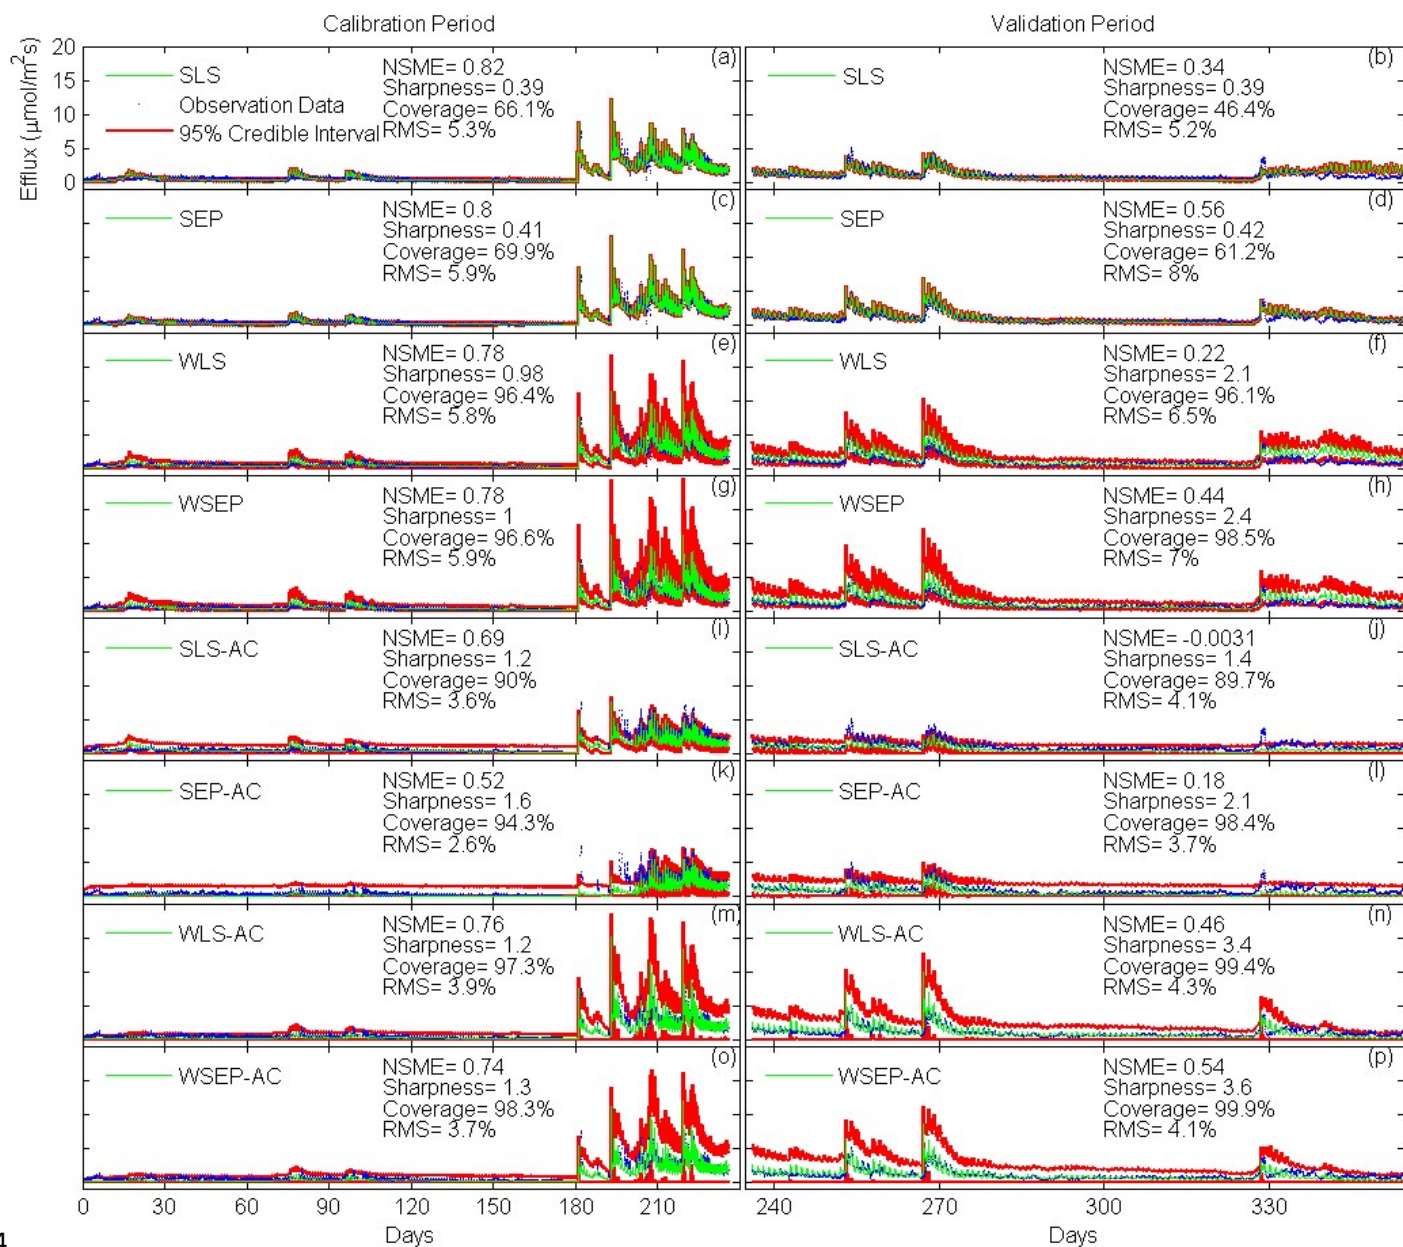 Calibration Period
Validation Period
Efflux (μmol/m²s)
20
15
10
5
0
SLS
Observation Data
95% Credible Interval
NSME= 0.82
Sharpness= 0.39
Coverage= 66.1%
RMS= 5.3%
(a)
SLS
NSME= 0.34
Sharpness= 0.39
Coverage= 46.4%
RMS= 5.2%
(b)
SEP
NSME= 0.8
Sharpness= 0.41
Coverage= 69.9%
RMS= 5.9%
(c)
SEP
NSME= 0.56
Sharpness= 0.42
Coverage= 61.2%
RMS= 8%
(d)
WLS
NSME= 0.78
Sharpness= 0.98
Coverage= 96.4%
RMS= 5.8%
(e)
WLS
NSME= 0.22
Sharpness= 2.1
Coverage= 96.1%
RMS= 6.5%
(f)
WSEP
NSME= 0.78
Sharpness= 1
Coverage= 96.6%
RMS= 5.9%
(g)
WSEP
NSME= 0.44
Sharpness= 2.4
Coverage= 98.5%
RMS= 7%
(h)
SLS-AC
NSME= 0.69
Sharpness= 1.2
Coverage= 90%
RMS= 3.6%
(i)
SLS-AC
NSME= -0.0031
Sharpness= 1.4
Coverage= 89.7%
RMS= 4.1%
(j)
SEP-AC
NSME= 0.52
Sharpness= 1.6
Coverage= 94.3%
RMS= 2.6%
(k)
SEP-AC
NSME= 0.18
Sharpness= 2.1
Coverage= 98.4%
RMS= 3.7%
(l)
WLS-AC
NSME= 0.76
Sharpness= 1.2
Coverage= 97.3%
RMS= 3.9%
(m)
WLS-AC
NSME= 0.46
Sharpness= 3.4
Coverage= 99.4%
RMS= 4.3%
(n)
WSEP-AC
NSME= 0.74
Sharpness= 1.3
Coverage= 98.3%
RMS= 3.7%
(o)
WSEP-AC
NSME= 0.54
Sharpness= 3.6
Coverage= 99.9%
RMS= 4.1%
(p)
0 30 60 90 120 150 180 210
240 270 300 330
Days
Days
1